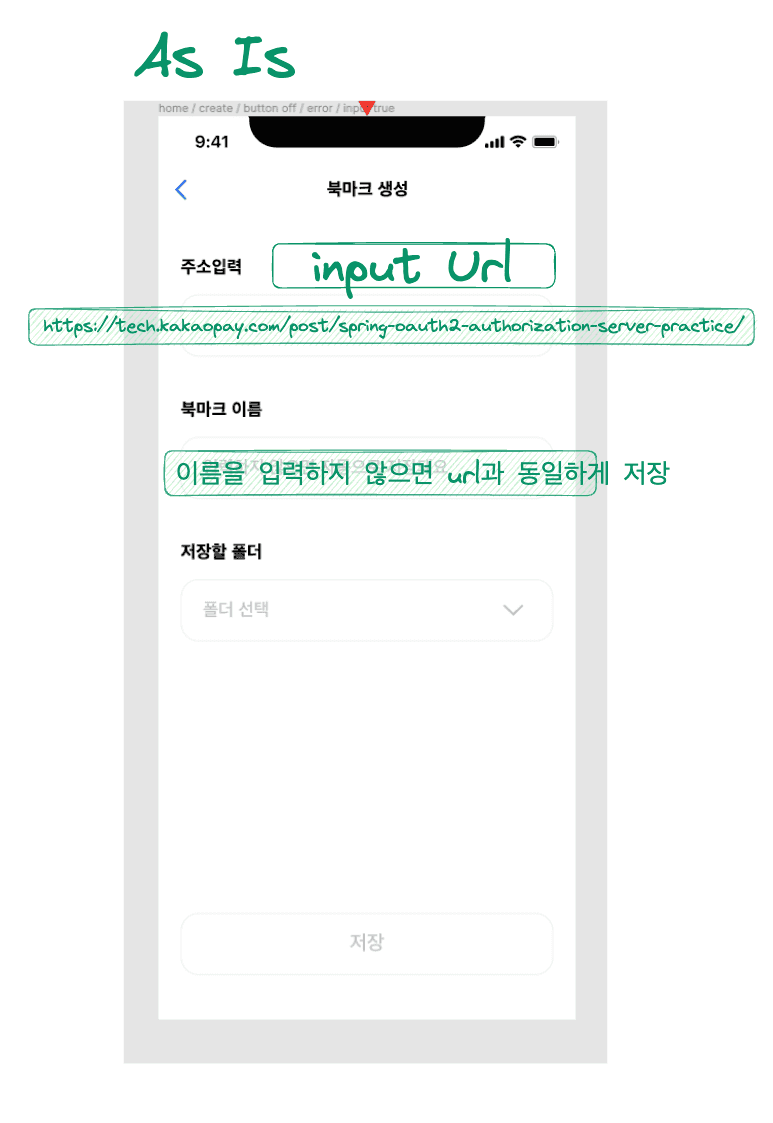 As Is
home / create / button off / error / input true
9:41
북마크 생성
주소입력
input Url
https://tech.kakaopay.com/post/spring-oauth2-authorization-server-practice/
북마크 이름
이름을 입력하지 않으면 url과 동일하게 저장
저장할 폴더
폴더 선택
저장